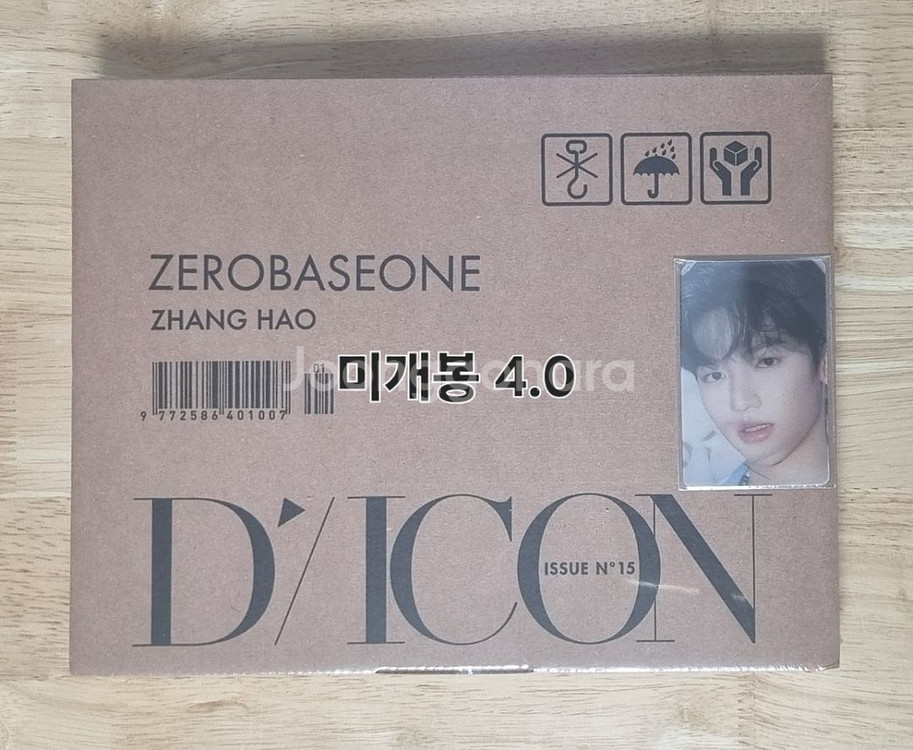 ZEROBASEONE
ZHANG HAO
01
미개봉 4.0
9 772586 401007
D'/ICON
ISSUE N°15